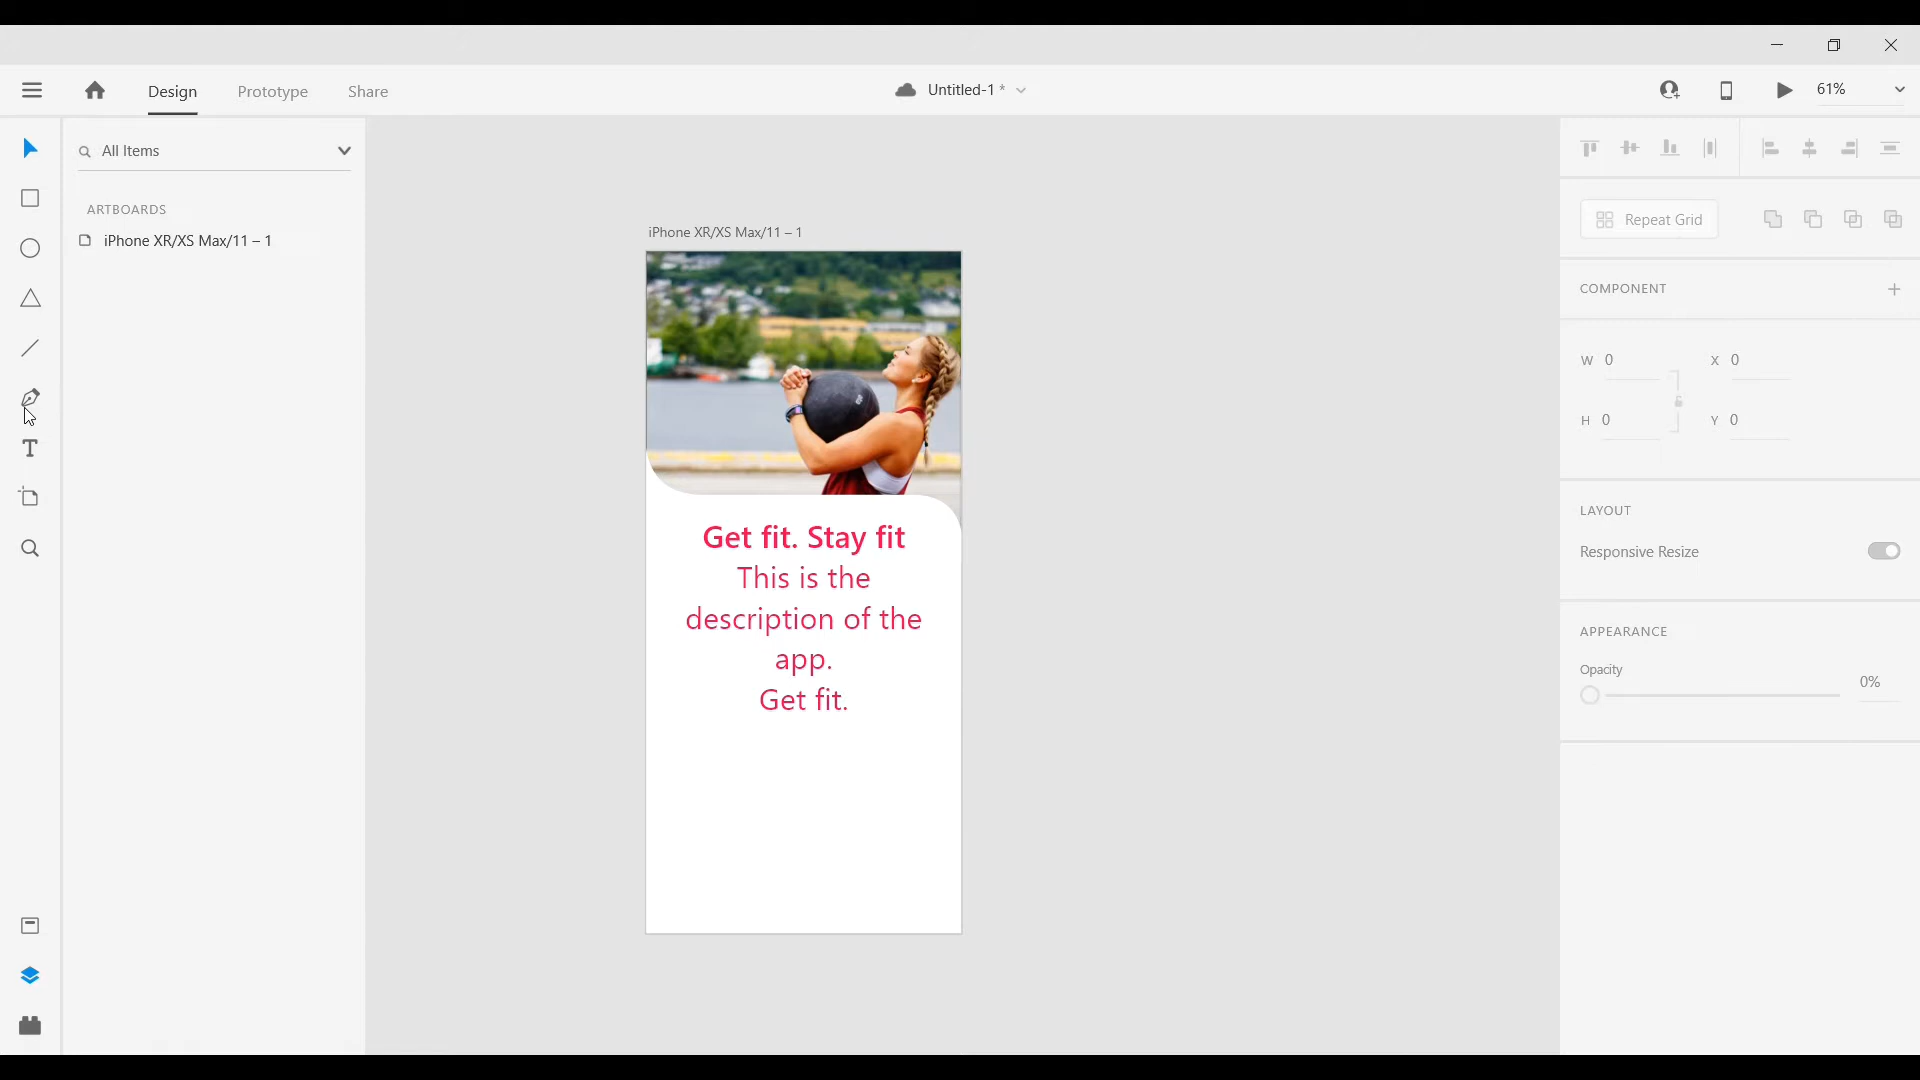 Design Prototype Share Untitled-1 * 61%
All Items
ARTBOARDS
iPhone XR/XS Max/11 – 1
iPhone XR/XS Max/11 – 1
Get fit. Stay fit
This is the
description of the
app.
Get fit.
Repeat Grid
COMPONENT
W 0 X 0
H 0 Y 0
LAYOUT
Responsive Resize
APPEARANCE
Opacity
0%